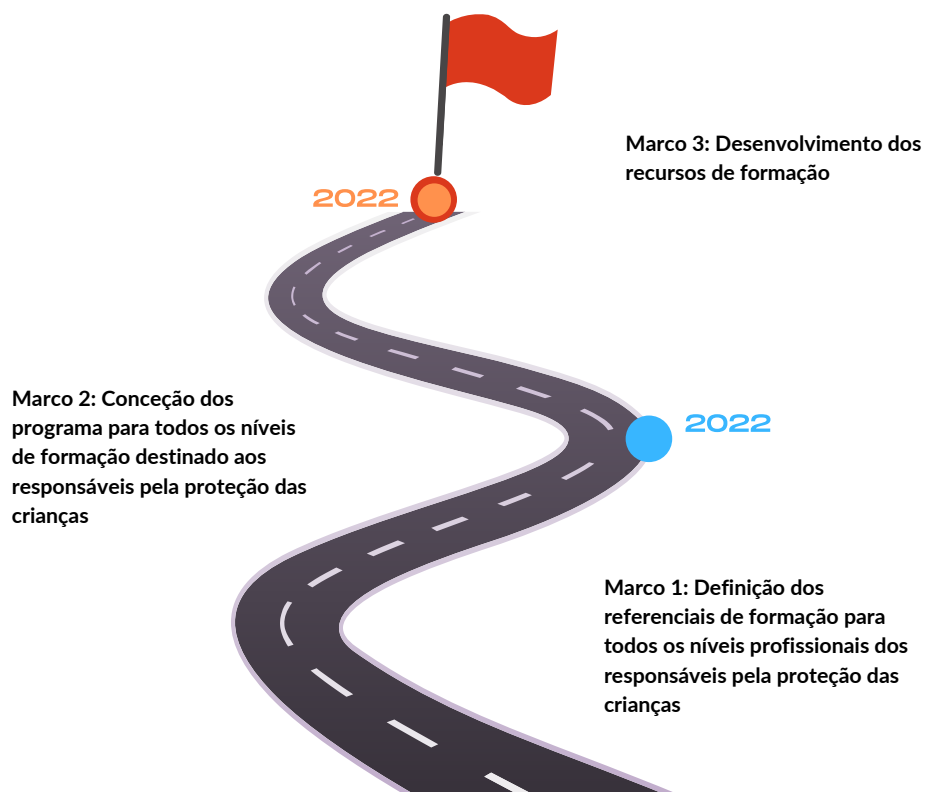 Marco 3: Desenvolvimento dos
recursos de formação
2022
Marco 2: Conceção dos
programa para todos os níveis
de formação destinado aos
responsáveis pela proteção das
crianças
2022
Marco 1: Definição dos
referenciais de formação para
todos os níveis profissionais dos
responsáveis pela proteção das
crianças